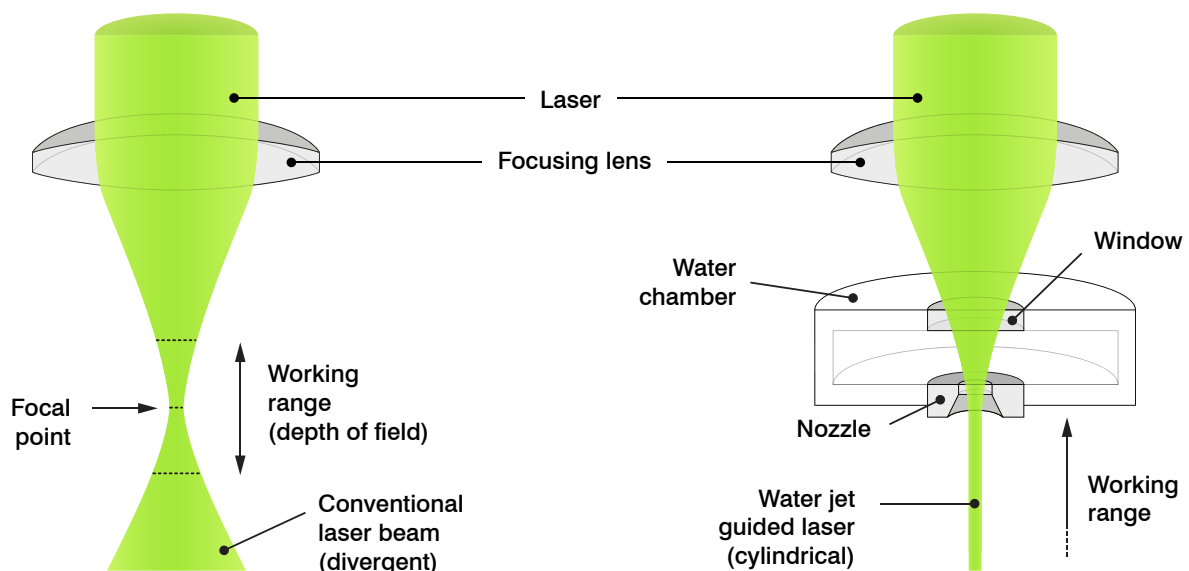 Laser
Focusing lens
Window
Water
chamber
Working
range
(depth of field)
Focal
point
Nozzle
Conventional
laser beam
(divergent)
Water jet
guided laser
(cylindrical)
Working
range